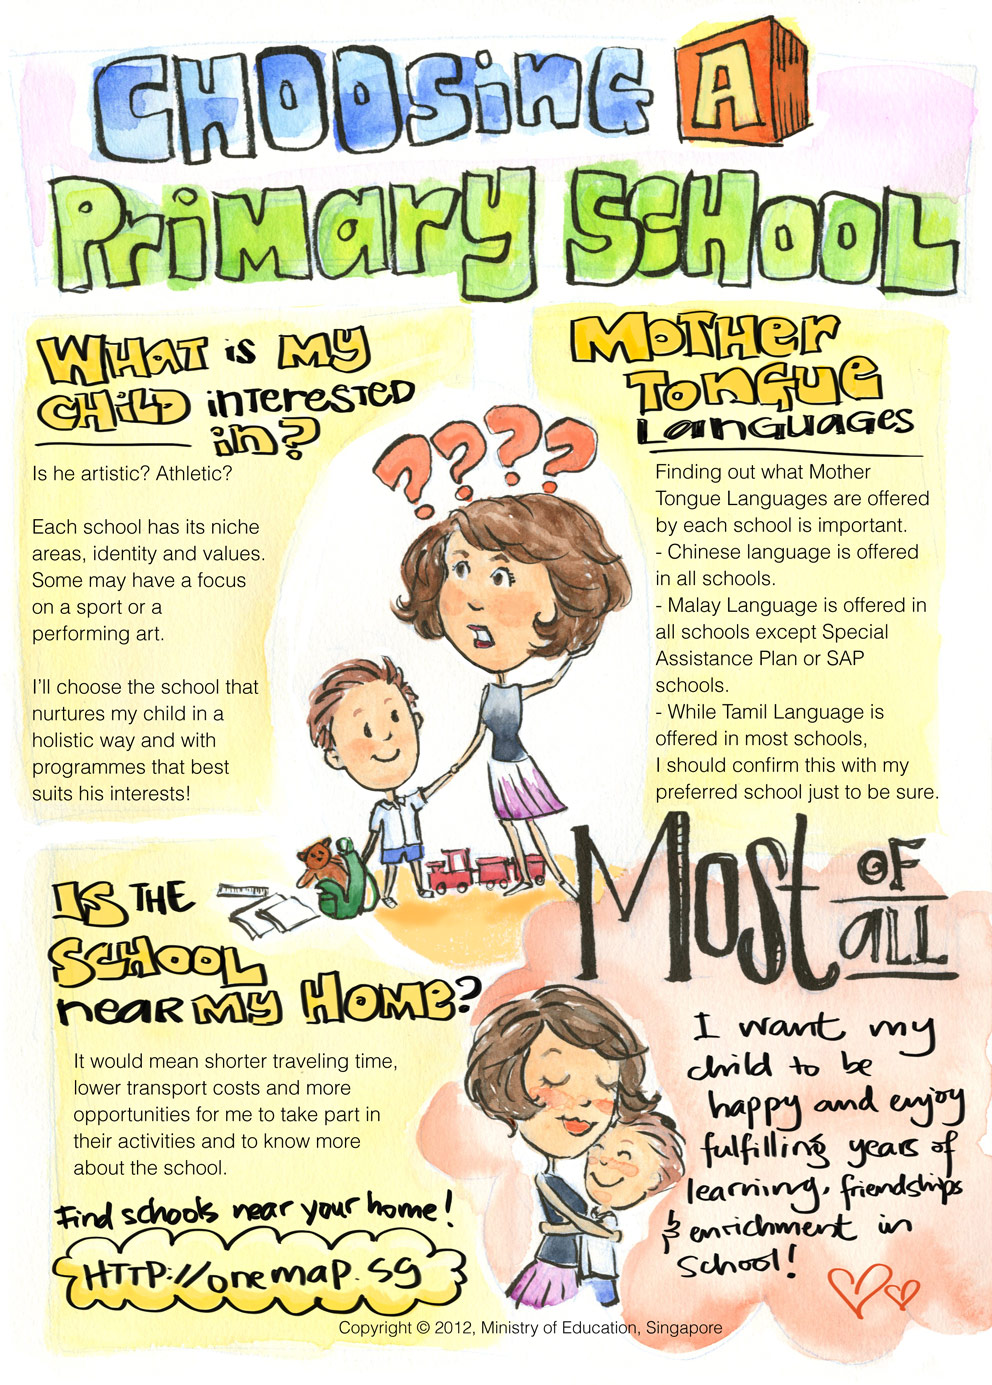 CHOOSING A
PRIMARY SCHOOL
WHAT is MY
CHILD interested
in?
Is he artistic? Athletic?
Each school has its niche
areas, identity and values.
Some may have a focus
on a sport or a
performing art.
I'll choose the school that
nurtures my child in a
holistic way and with
programmes that best
suits his interests!
MOTHER
TONGUE
LANGUAGES
Finding out what Mother
Tongue Languages are offered
by each school is important.
- Chinese language is offered
in all schools.
- Malay Language is offered in
all schools except Special
Assistance Plan or SAP
schools.
- While Tamil Language is
offered in most schools,
I should confirm this with my
preferred school just to be sure.
????
IS THE
SCHOOL
near MY HOME?
It would mean shorter traveling time,
lower transport costs and more
opportunities for me to take part in
their activities and to know more
about the school.
Find schools near your home!
HTTP://onemap.sg
Most OF
ALL
I want my
child to be
happy and enjoy
fulfilling years of
learning, friendships
& enrichment in
school!
Copyright © 2012, Ministry of Education, Singapore